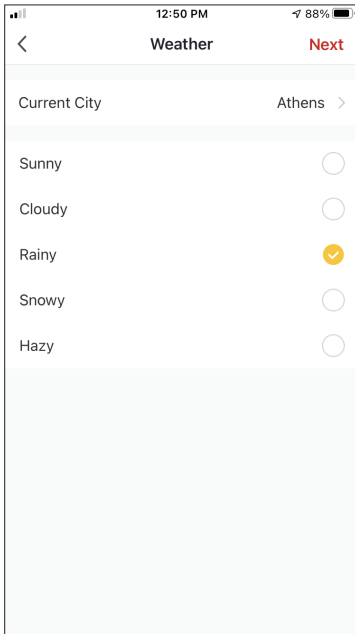 12:50 PM 88%
Weather Next
Current City Athens
Sunny
Cloudy
Rainy
Snowy
Hazy